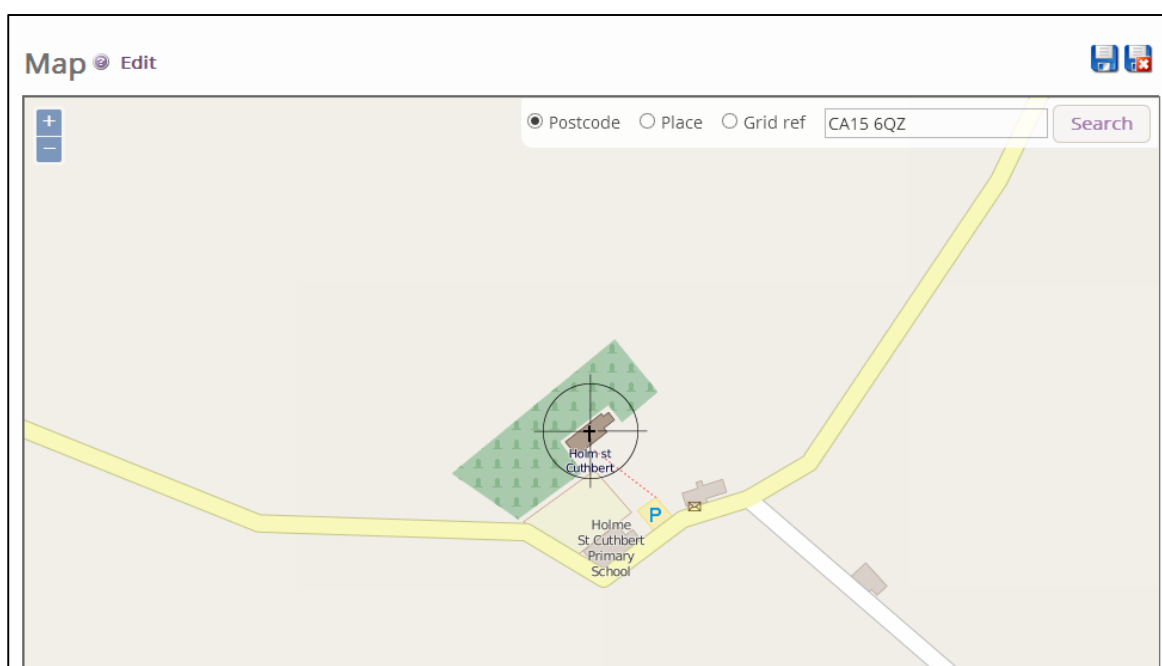 Map ? Edit
+
−
Postcode Place Grid ref CA15 6QZ Search
Holm st
Cuthbert
P
Holme
St Cuthbert
Primary
School